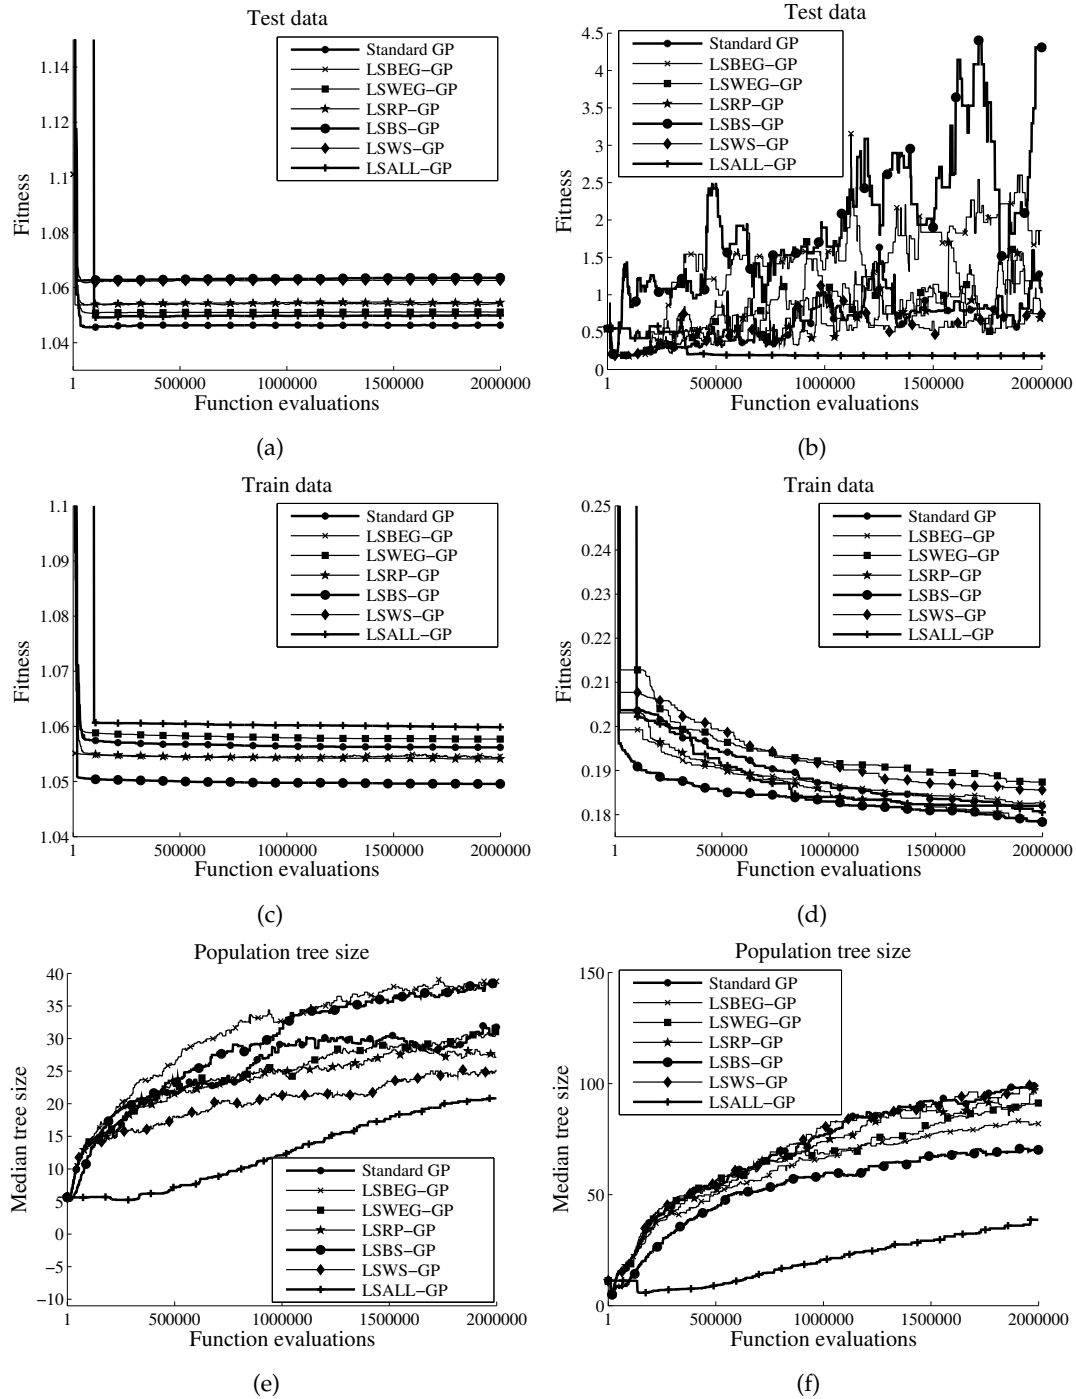 Test data
1.14
1.12
1.1
1.08
1.06
1.04
Fitness
Standard GP
LSBEG−GP
LSWEG−GP
LSRP−GP
LSBS−GP
LSWS−GP
LSALL−GP
1 500000 1000000 1500000 2000000
Function evaluations
(a)
Test data
4.5
4
3.5
3
2.5
2
1.5
1
0.5
0
Fitness
Standard GP
LSBEG−GP
LSWEG−GP
LSRP−GP
LSBS−GP
LSWS−GP
LSALL−GP
1 500000 1000000 1500000 2000000
Function evaluations
(b)
Train data
1.1
1.09
1.08
1.07
1.06
1.05
1.04
Fitness
Standard GP
LSBEG−GP
LSWEG−GP
LSRP−GP
LSBS−GP
LSWS−GP
LSALL−GP
1 500000 1000000 1500000 2000000
Function evaluations
(c)
Train data
0.25
0.24
0.23
0.22
0.21
0.2
0.19
0.18
Fitness
Standard GP
LSBEG−GP
LSWEG−GP
LSRP−GP
LSBS−GP
LSWS−GP
LSALL−GP
1 500000 1000000 1500000 2000000
Function evaluations
(d)
Population tree size
40
35
30
25
20
15
10
5
0
−5
−10
Median tree size
Standard GP
LSBEG−GP
LSWEG−GP
LSRP−GP
LSBS−GP
LSWS−GP
LSALL−GP
1 500000 1000000 1500000 2000000
Function evaluations
(e)
Population tree size
150
100
50
0
Median tree size
Standard GP
LSBEG−GP
LSWEG−GP
LSRP−GP
LSBS−GP
LSWS−GP
LSALL−GP
1 500000 1000000 1500000 2000000
Function evaluations
(f)